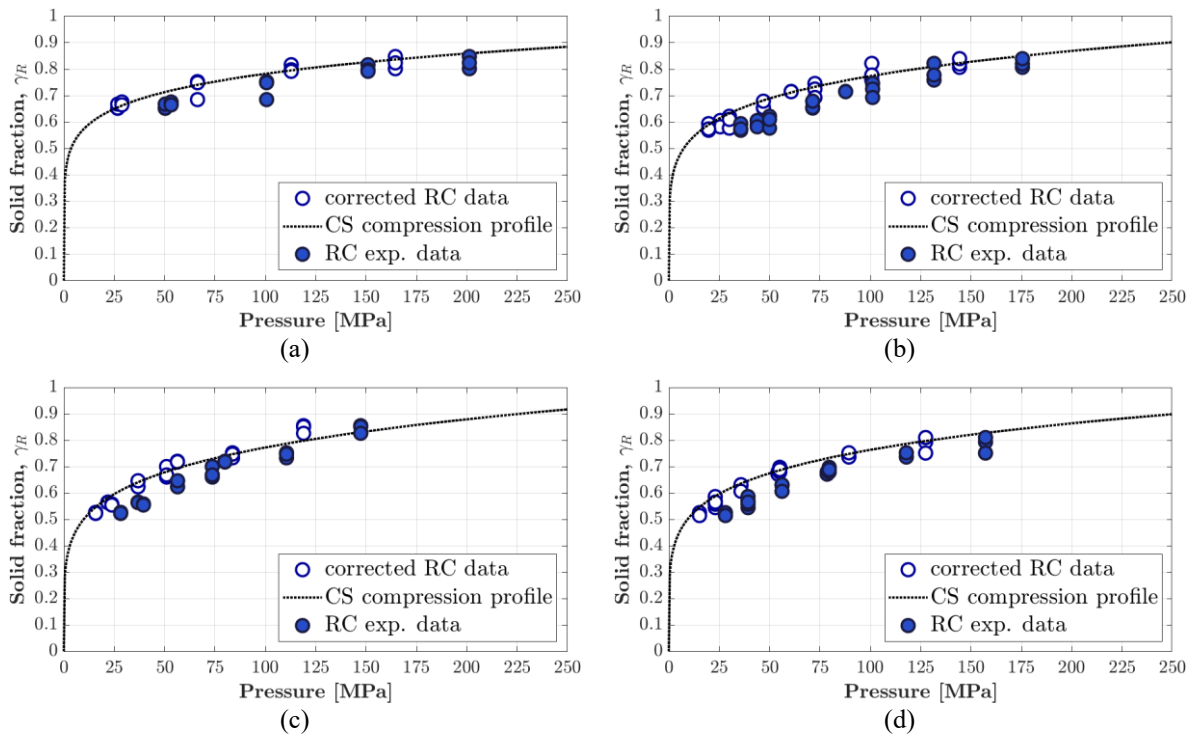 1
0.9
0.8
0.7
0.6
0.5
0.4
0.3
0.2
0.1
0
Solid fraction, γR
corrected RC data
CS compression profile
RC exp. data
0 25 50 75 100 125 150 175 200 225 250
Pressure [MPa]
(a)
1
0.9
0.8
0.7
0.6
0.5
0.4
0.3
0.2
0.1
0
Solid fraction, γR
corrected RC data
CS compression profile
RC exp. data
0 25 50 75 100 125 150 175 200 225 250
Pressure [MPa]
(b)
1
0.9
0.8
0.7
0.6
0.5
0.4
0.3
0.2
0.1
0
Solid fraction, γR
corrected RC data
CS compression profile
RC exp. data
0 25 50 75 100 125 150 175 200 225 250
Pressure [MPa]
(c)
1
0.9
0.8
0.7
0.6
0.5
0.4
0.3
0.2
0.1
0
Solid fraction, γR
corrected RC data
CS compression profile
RC exp. data
0 25 50 75 100 125 150 175 200 225 250
Pressure [MPa]
(d)